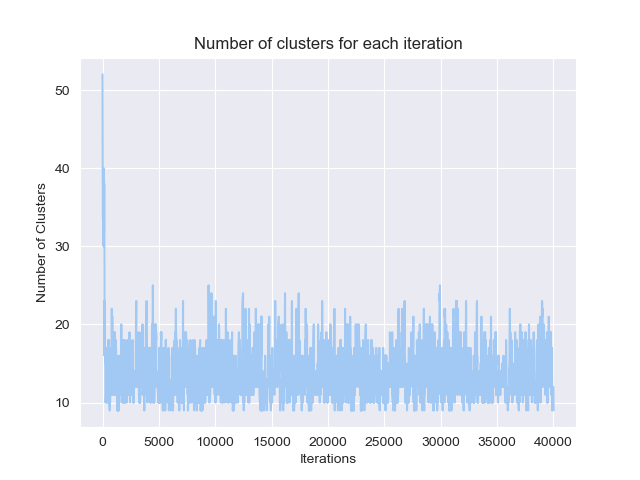 Number of clusters for each iteration
50
40
30
20
10
Number of Clusters
0 5000 10000 15000 20000 25000 30000 35000 40000
Iterations